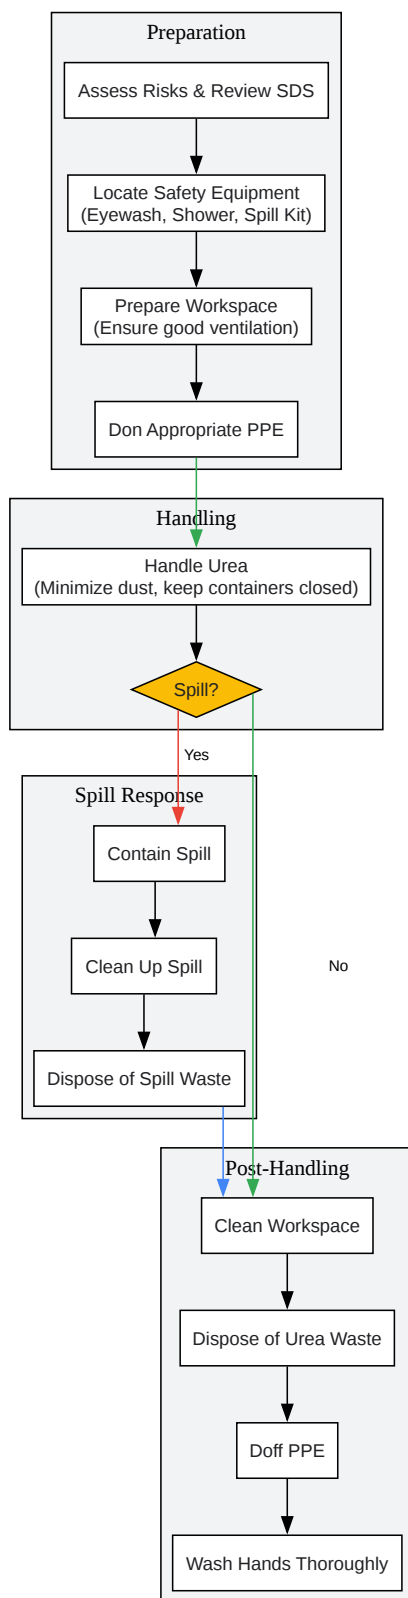 Preparation
Assess Risks & Review SDS
Locate Safety Equipment
(Eyewash, Shower, Spill Kit)
Prepare Workspace
(Ensure good ventilation)
Don Appropriate PPE
Handling
Handle Urea
(Minimize dust, keep containers closed)
Spill?
Yes
Spill Response
Contain Spill
Clean Up Spill
No
Dispose of Spill Waste
Post-Handling
Clean Workspace
Dispose of Urea Waste
Doff PPE
Wash Hands Thoroughly